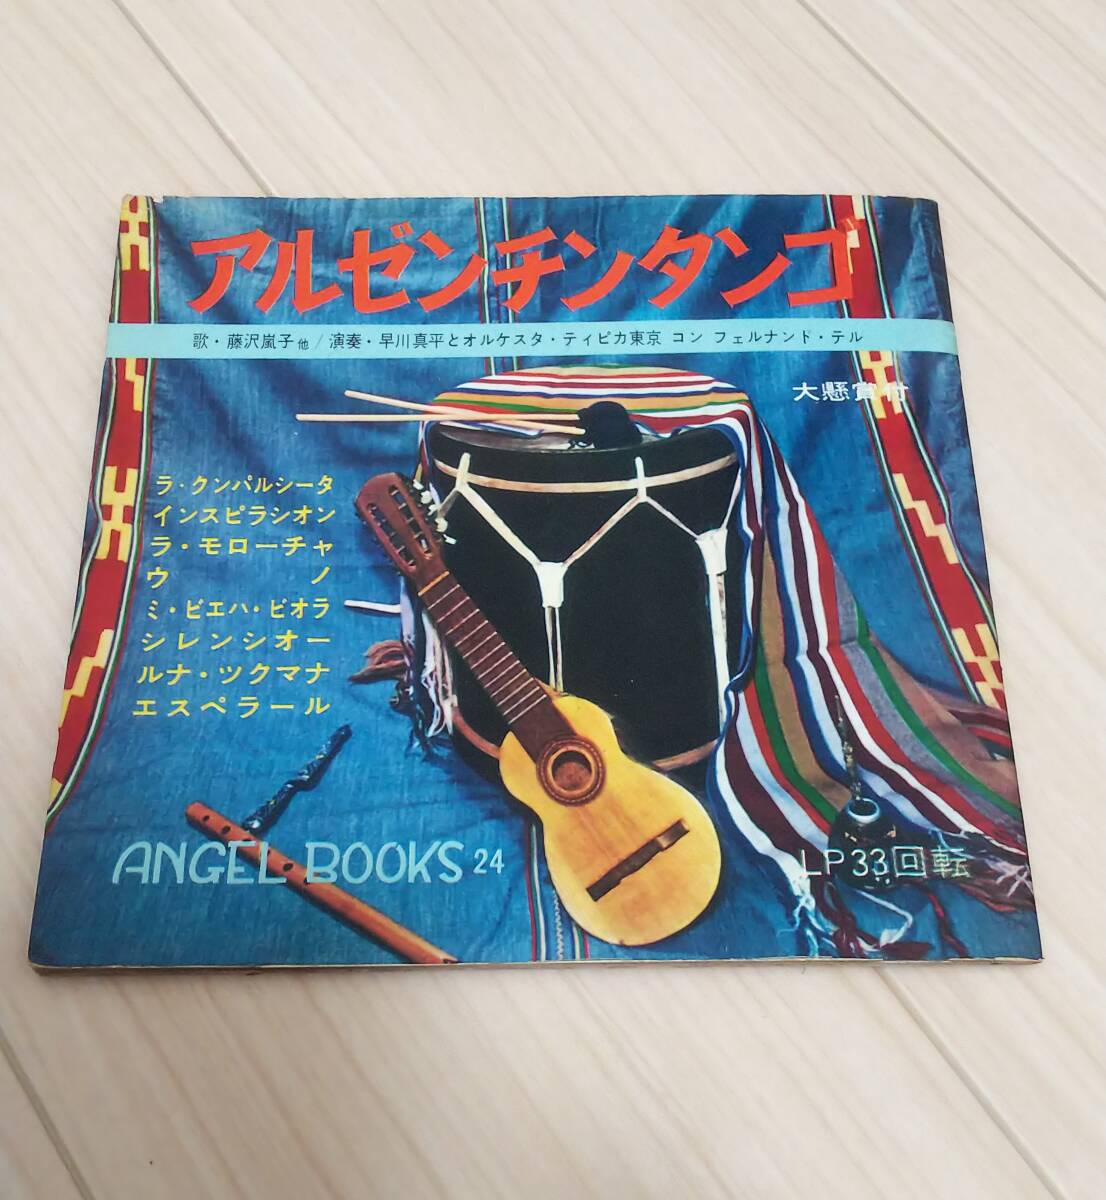 アルゼンチンタンゴ
歌・藤沢嵐子他/演奏・早川真平とオルケスタ・ティピカ東京 コン フェルナンド・テル
大懸賞付
ラ・クンパルシータ
インスピラシオン
ラ・モローチャ
ウノ
ミ・ビエハ・ビオラ
シレンシオー
ルナ・ツクマナ
エスペラール
ANGEL BOOKS 24
LP33回転